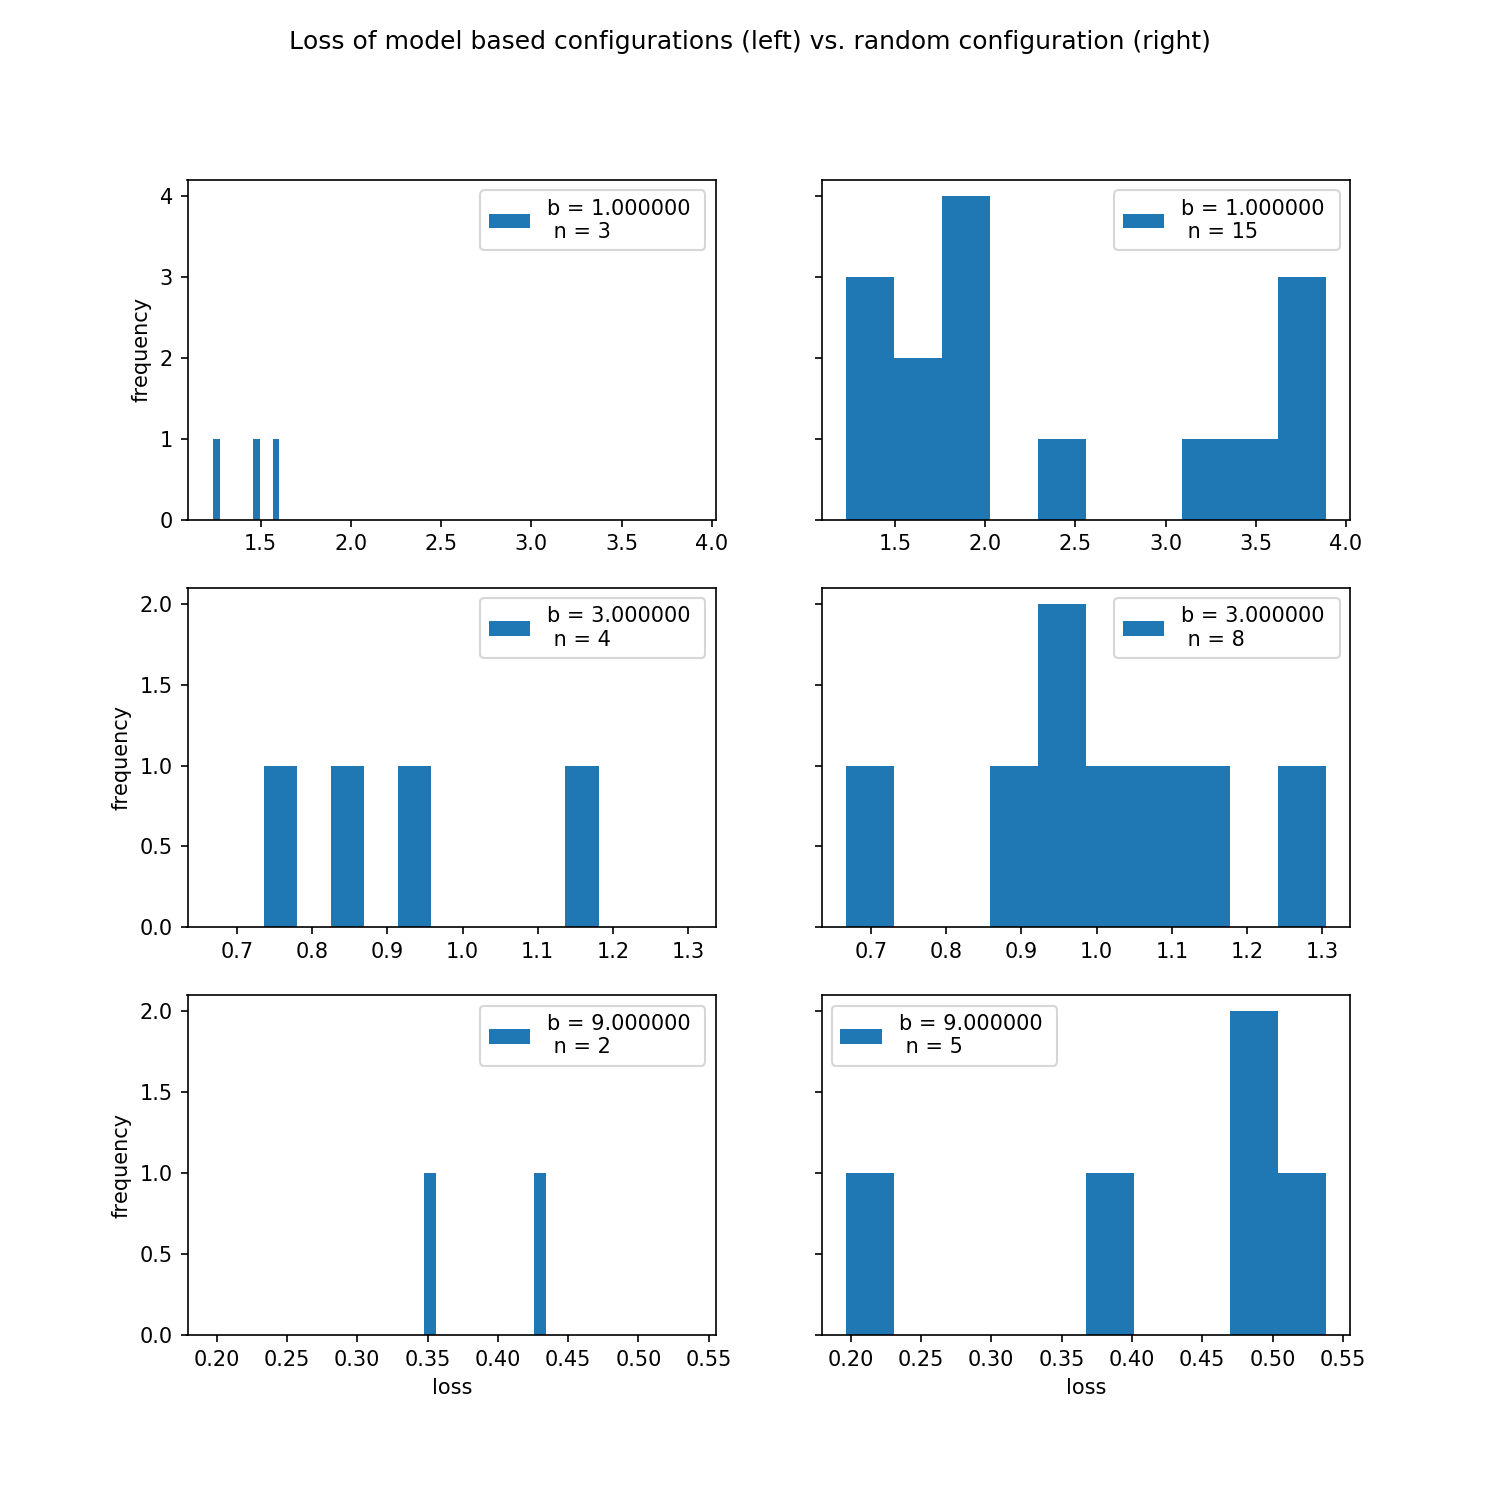 Loss of model based configurations (left) vs. random configuration (right)
b = 1.000000
n = 3
frequency
4
3
2
1
0
1.5 2.0 2.5 3.0 3.5 4.0
b = 1.000000
n = 15
1.5 2.0 2.5 3.0 3.5 4.0
b = 3.000000
n = 4
frequency
2.0
1.5
1.0
0.5
0.0
0.7 0.8 0.9 1.0 1.1 1.2 1.3
b = 3.000000
n = 8
0.7 0.8 0.9 1.0 1.1 1.2 1.3
b = 9.000000
n = 2
frequency
2.0
1.5
1.0
0.5
0.0
0.20 0.25 0.30 0.35 0.40 0.45 0.50 0.55
loss
b = 9.000000
n = 5
0.20 0.25 0.30 0.35 0.40 0.45 0.50 0.55
loss